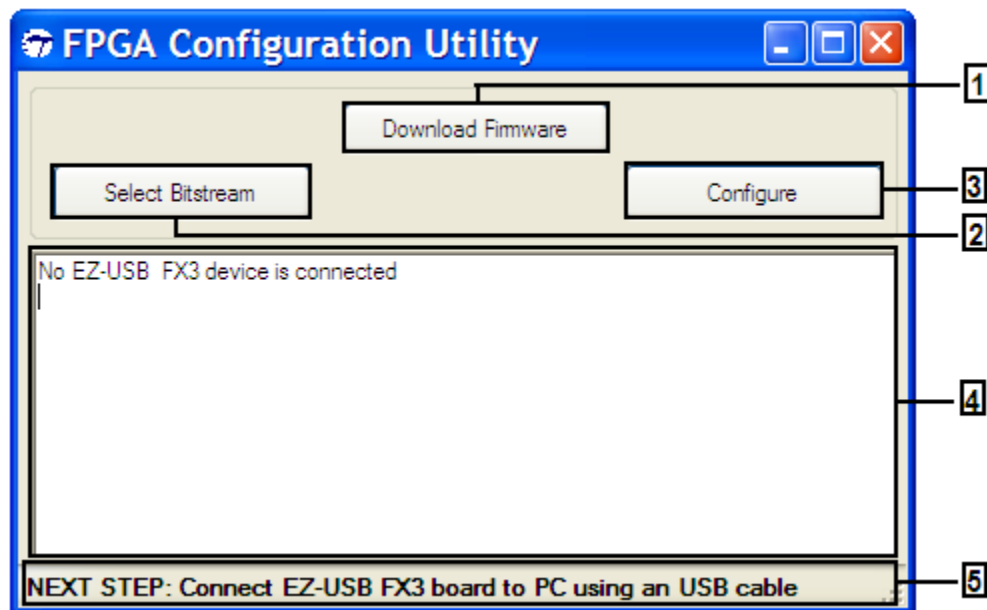 FPGA Configuration Utility
1
Download Firmware
Select Bitstream
Configure
3
2
No EZ-USB  FX3 device is connected
4
NEXT STEP: Connect EZ-USB FX3 board to PC using an USB cable
5